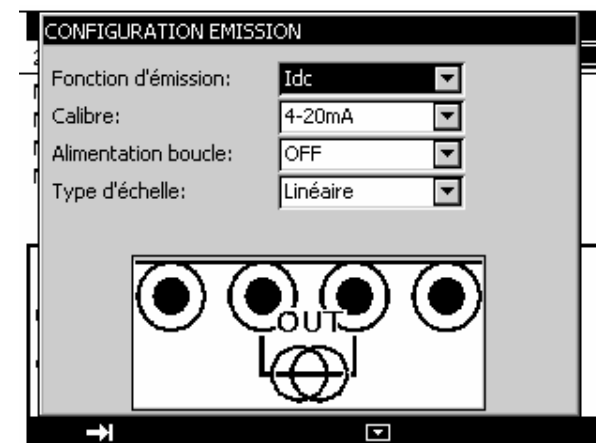 CONFIGURATION EMISSION
Fonction d'émission: Idc
Calibre: 4-20mA
Alimentation boucle: OFF
Type d'échelle: Linéaire
OUT